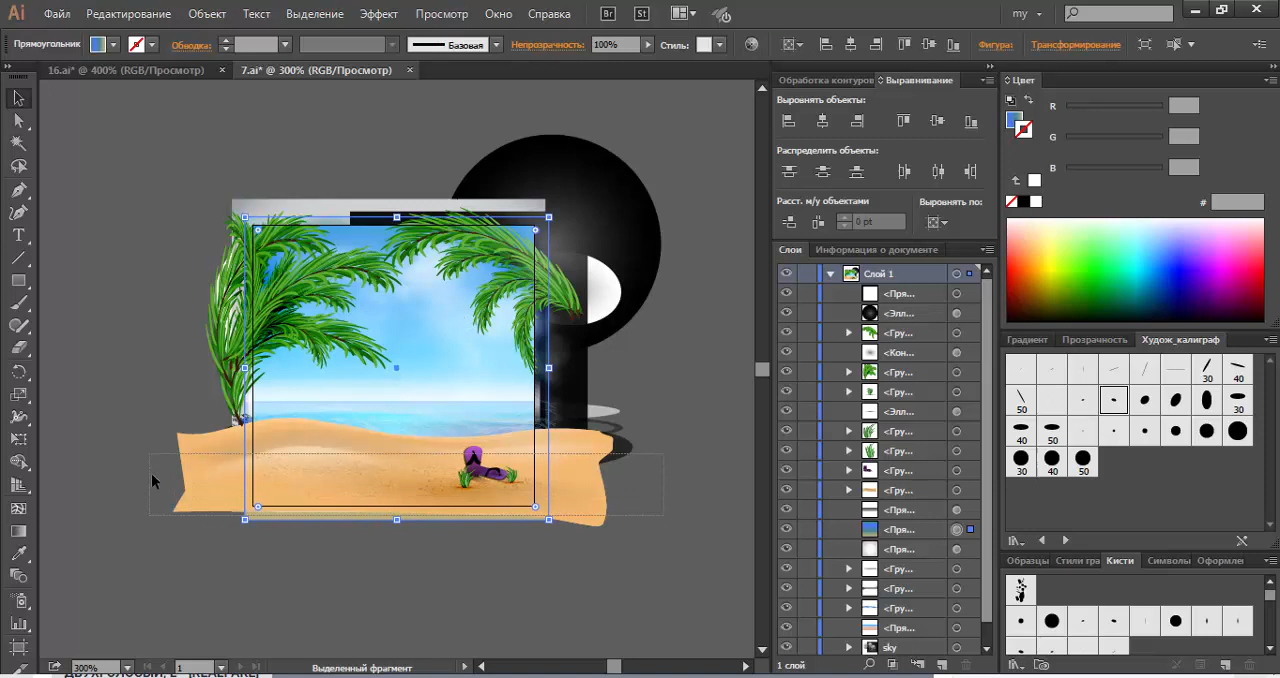 Ai Файл Редактирование Объект Текст Выделение Эффект Просмотр Окно Справка Br St my
Прямоугольник Обводка: Базовая Непрозрачность: 100% Стиль: Фигура: Трансформирование
16.ai* @ 400% (RGB/Просмотр) × 7.ai* @ 300% (RGB/Просмотр) ×
Обработка контуров Выравнивание
Цвет
Выровнять объекты:
R
G
B
Распределить объекты:
Расст. м/у объектами Выровнять по:
0 pt
#
Слои Информация о документе
Слой 1
<Пря...
<Элл...
<Гру...
<Кон...
<Гру...
<Гру...
<Элл...
<Гру...
<Гру...
<Гру...
<Гру...
<Пря...
<Пря...
<Пря...
<Гру...
<Гру...
<Гру...
<Пря...
sky
1 слой
Градиент Прозрачность Худож_калиграф
30 40
50 30
40 50
30 40 50
Образцы Стили гра Кисти Символы Оформлег
300% 1 Выделенный фрагмент